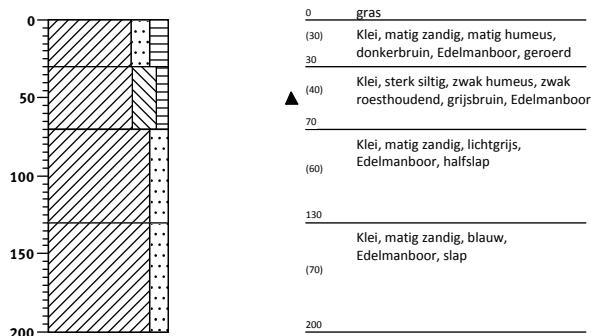 0 gras
0
(30) Klei, matig zandig, matig humeus,
donkerbruin, Edelmanboor, geroerd
30
(40) Klei, sterk siltig, zwak humeus, zwak
roesthoudend, grijsbruin, Edelmanboor
50
70
Klei, matig zandig, lichtgrijs,
(60) Edelmanboor, halfslap
100
130
Klei, matig zandig, blauw,
150
Edelmanboor, slap
(70)
200
200